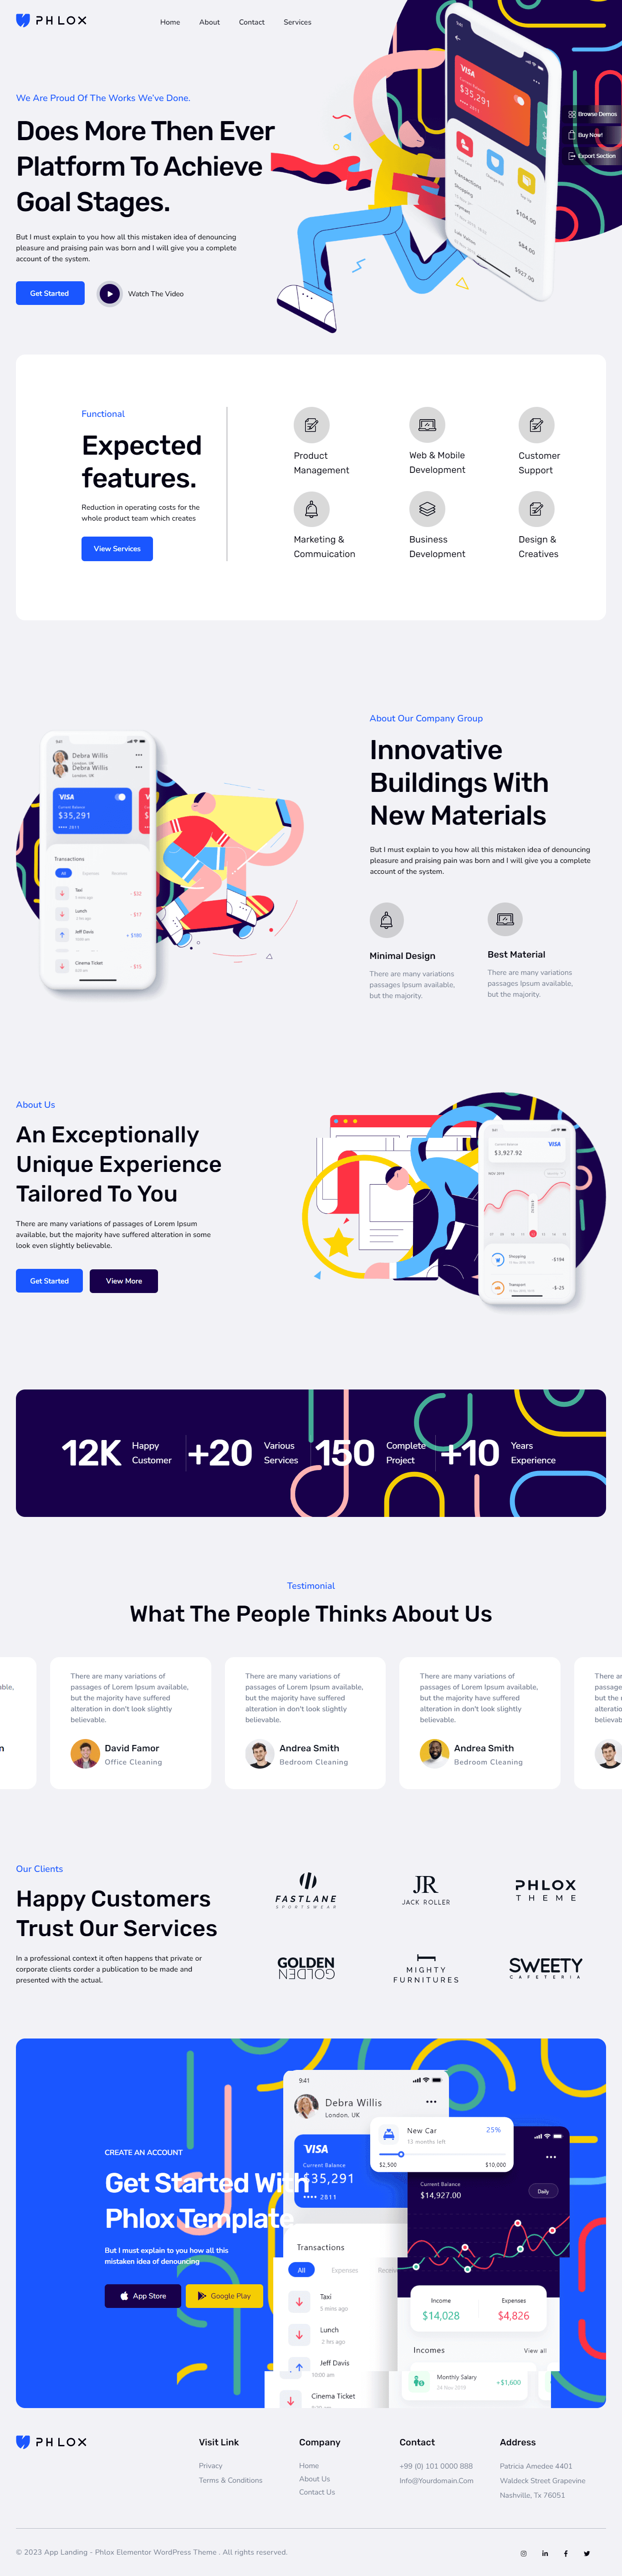 PHLOX
Home About Contact Services
We Are Proud Of The Works We've Done.
Does More Then Ever
Platform To Achieve
Goal Stages.
But I must explain to you how all this mistaken idea of denouncing
pleasure and praising pain was born and I will give you a complete
account of the system.
Get Started
Watch The Video
VISA
$35,291
Transactions
Shopping
$104.00
$84.00
$927.00
Browse Demos
Buy Now!
Export Section
Functional
Expected
features.
Reduction in operating costs for the
whole product team which creates
View Services
Product
Management
Web & Mobile
Development
Customer
Support
Marketing &
Commuication
Business
Development
Design &
Creatives
9:41
Debra Willis
London, UK
Debra Willis
London, UK
VISA
Current Balance
$35,291
•••• 2811
Transactions
All Expenses Receives
Taxi
- $22
Lunch
2 hrs ago
- $17
Jeff Davis
10:00 am
+ $180
Cinema Ticket
- $15
About Our Company Group
Innovative
Buildings With
New Materials
But I must explain to you how all this mistaken idea of denouncing
pleasure and praising pain was born and I will give you a complete
account of the system.
Minimal Design
There are many variations
passages Ipsum available,
but the majority.
Best Material
There are many variations
passages Ipsum available,
but the majority.
About Us
An Exceptionally
Unique Experience
Tailored To You
There are many variations of passages of Lorem Ipsum
available, but the majority have suffered alteration in some
look even slightly believable.
Get Started
View More
Current Balance
VISA
$3,927.92
NOV 2019
Shopping
-$194
Transport
-$-25
12K
Happy
Customer
+20
Various
Services
150
Complete
Project
+10
Years
Experience
Testimonial
What The People Thinks About Us
There are many variations of
passages of Lorem Ipsum available,
but the majority have suffered
alteration in don't look slightly
believable.
David Famor
Office Cleaning
There are many variations of
passages of Lorem Ipsum available,
but the majority have suffered
alteration in don't look slightly
believable.
Andrea Smith
Bedroom Cleaning
There are many variations of
passages of Lorem Ipsum available,
but the majority have suffered
alteration in don't look slightly
believable.
Andrea Smith
Bedroom Cleaning
Our Clients
Happy Customers
Trust Our Services
In a professional context it often happens that private or
corporate clients corder a publication to be made and
presented with the actual.
FASTLANE
SPORTSWEAR
JR
JACK ROLLER
PHLOX
THEME
GOLDEN
GOLDEN
MIGHTY
FURNITURES
SWEETY
CAFETERIA
CREATE AN ACCOUNT
Get Started With
Phlox Template
But I must explain to you how all this
mistaken idea of denouncing
App Store
Google Play
9:41
Debra Willis
London, UK
VISA
Current Balance
$35,291
•••• 2811
Transactions
All Expenses
Taxi
5 mins ago
Lunch
2 hrs ago
Jeff Davis
10:00 am
Cinema Ticket
New Car
12 months left
25%
$2,500 $10,000
Current Balance
$14,927.00
Daily
Income
$14,028
Expenses
$4,826
Incomes
View all
Monthly Salary
24 Nov 2019
+$1,600
PHLOX
Visit Link
Privacy
Terms & Conditions
Company
Home
About Us
Contact Us
Contact
+99 (0) 101 0000 888
Info@Yourdomain.Com
Address
Patricia Amedee 4401
Waldeck Street Grapevine
Nashville, Tx 76051
© 2023 App Landing - Phlox Elementor WordPress Theme . All rights reserved.